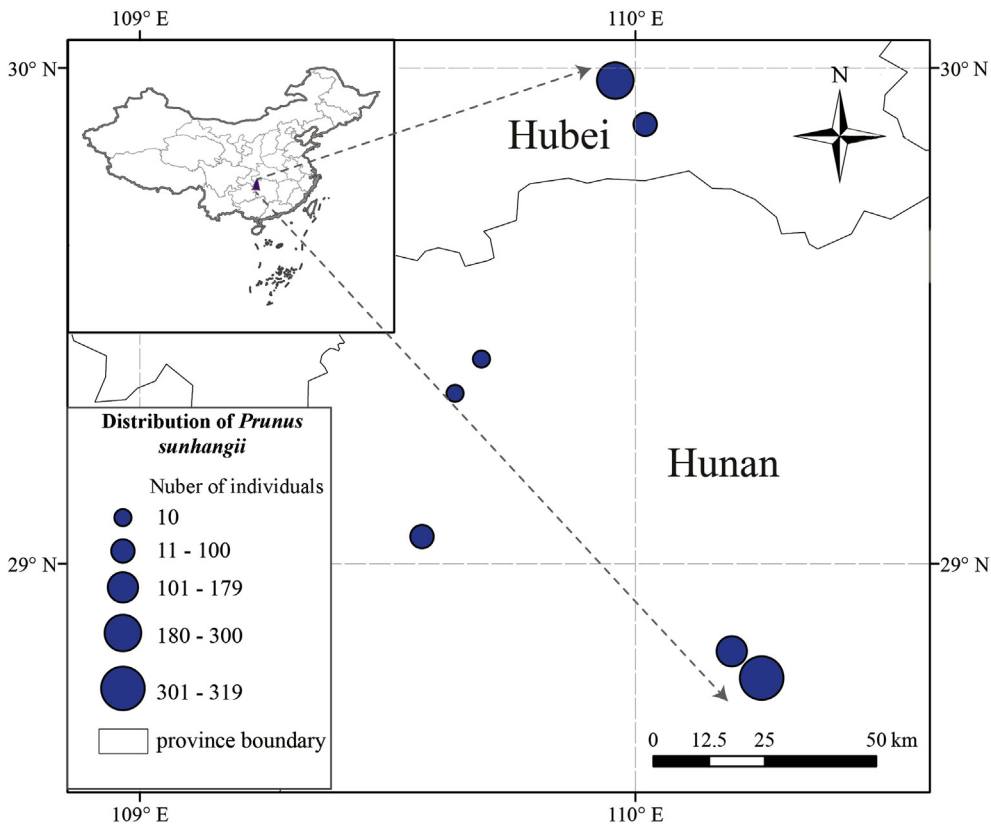 109° E 110° E
30° N 30° N
N
Hubei
Hunan
Distribution of Prunus
sunhangii
Nuber of individuals
10
11 - 100
101 - 179
180 - 300
301 - 319
province boundary
29° N 29° N
0 12.5 25 50 km
109° E 110° E